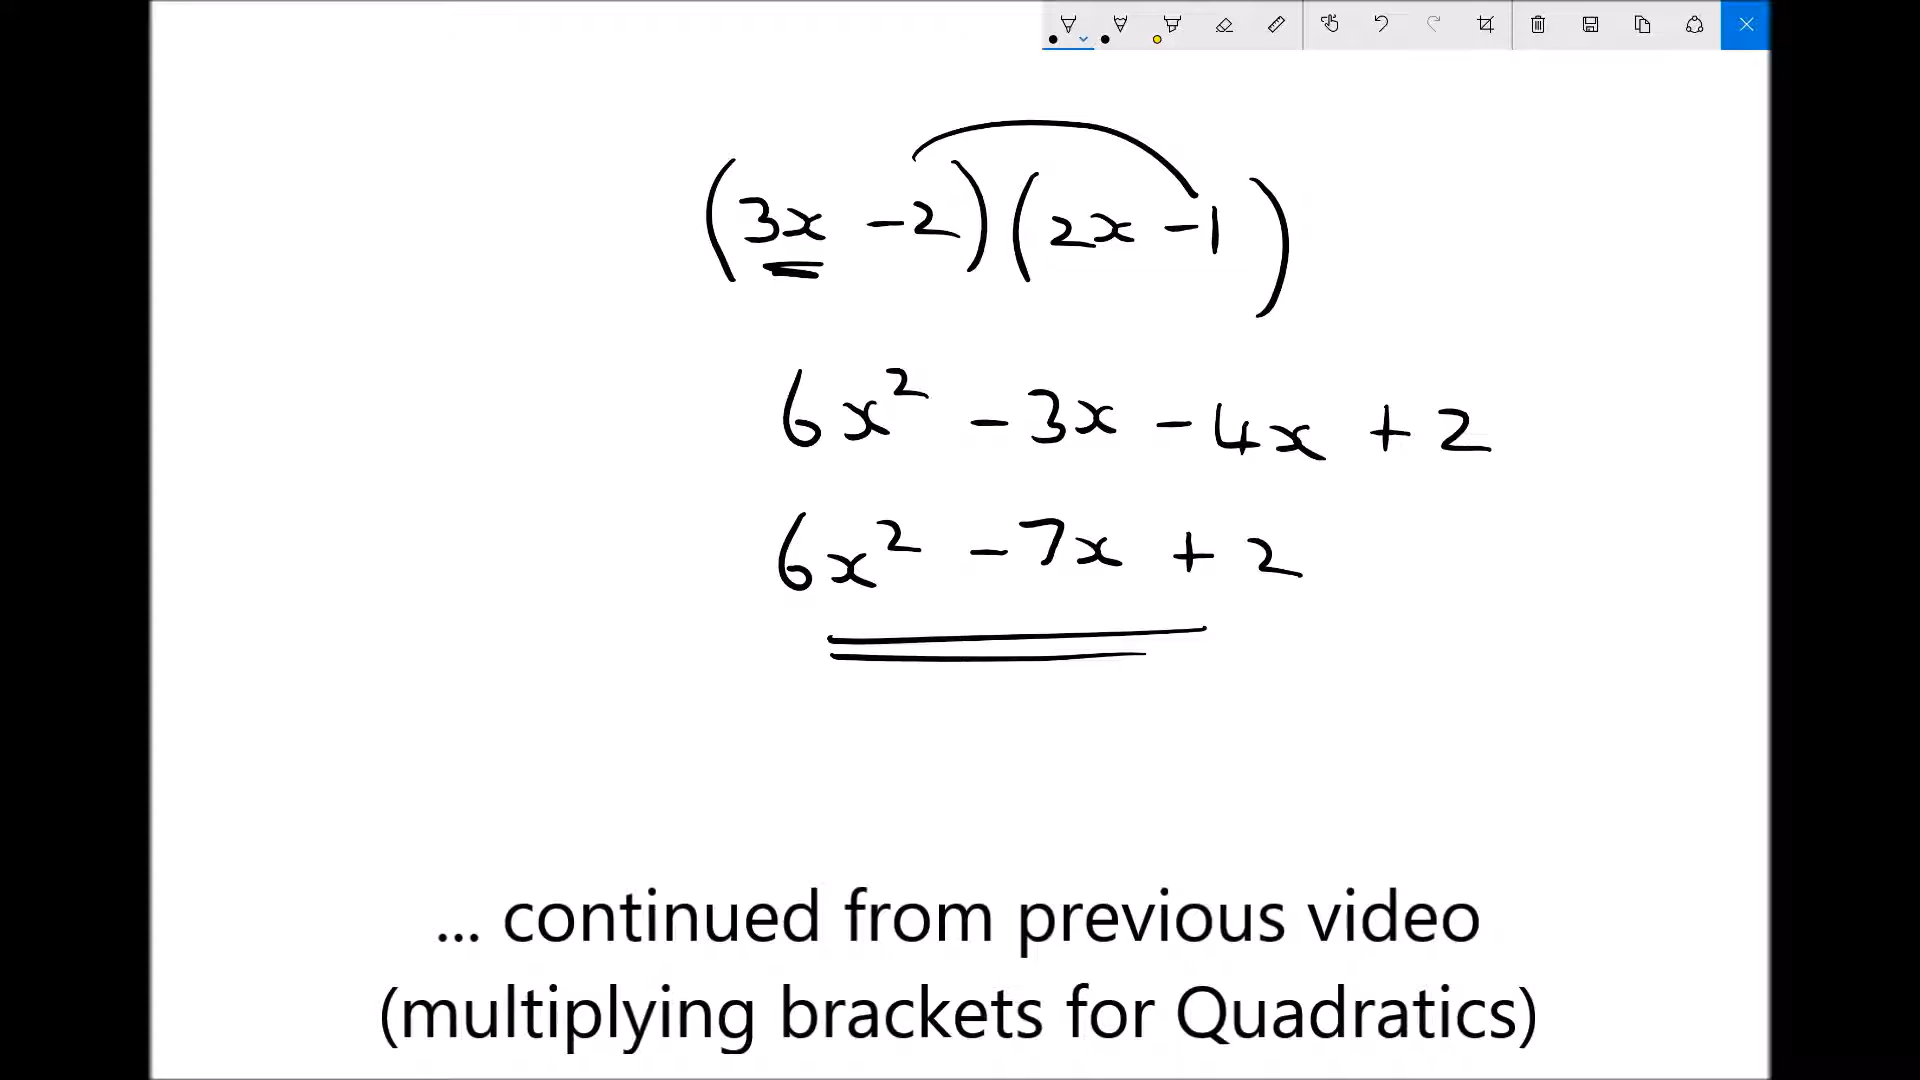 (3x - 2)(2x - 1)
6x² - 3x - 4x + 2
6x² - 7x + 2
... continued from previous video
(multiplying brackets for Quadratics)